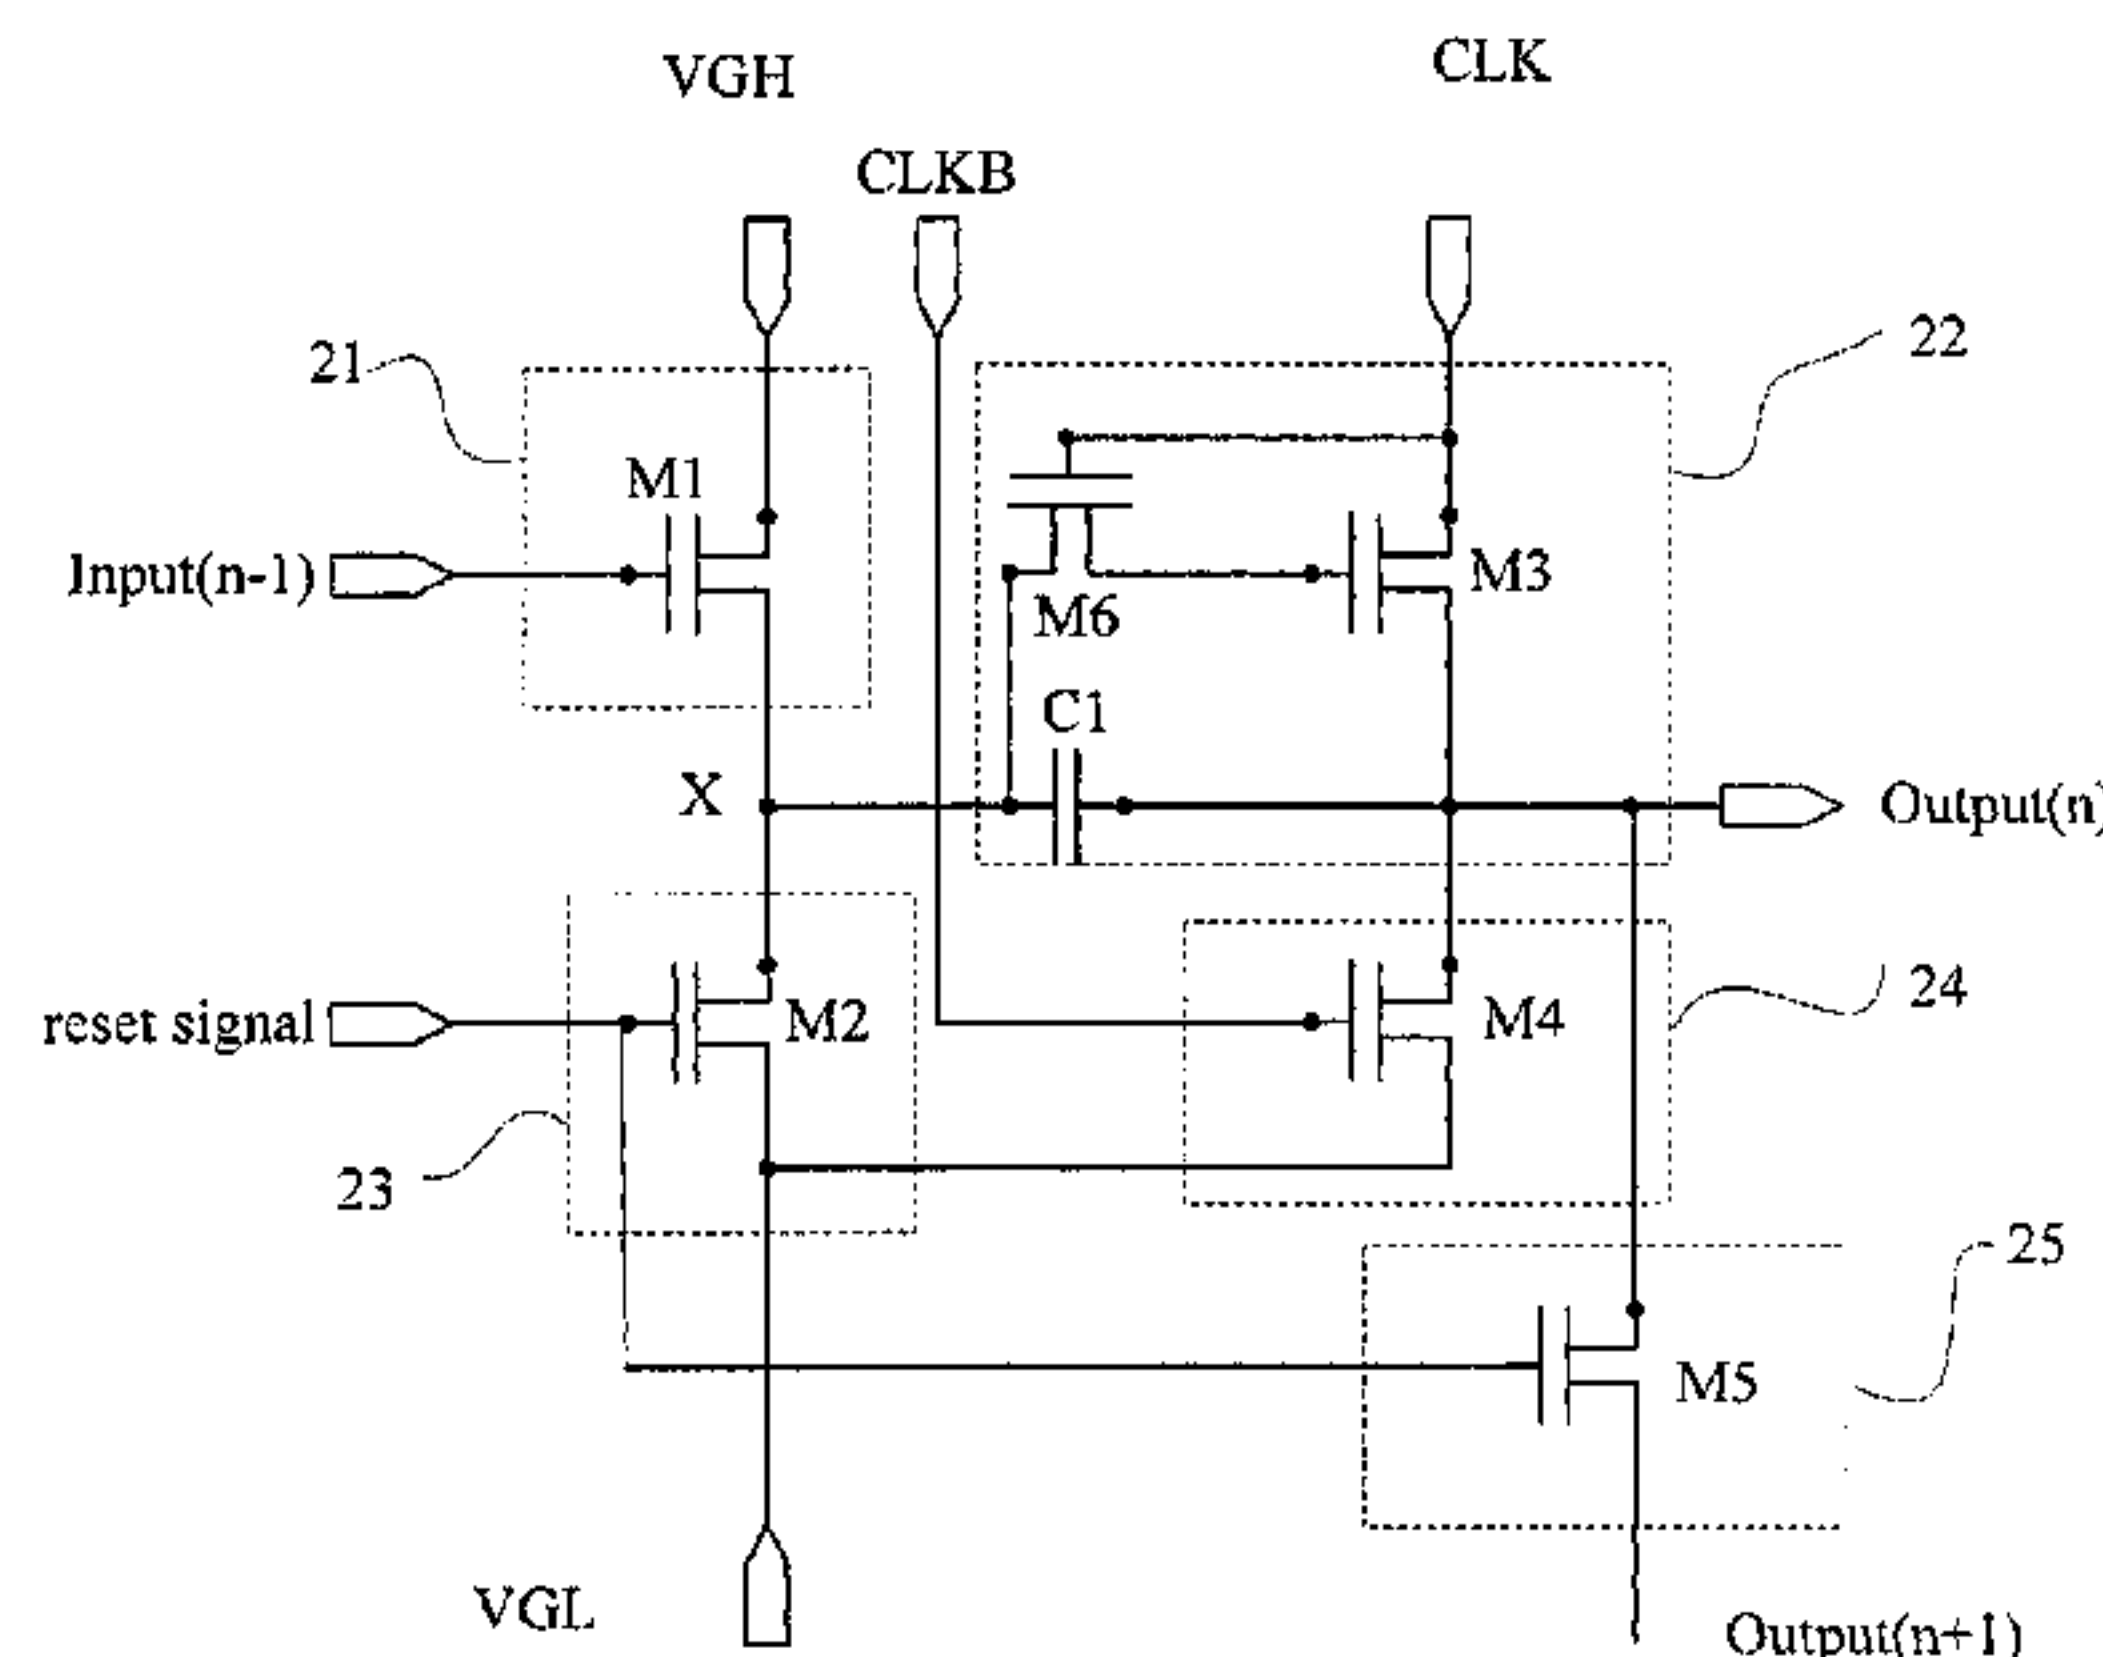 VGH
CLK
CLKB
21
22
M1
Input(n-1)
M3
M6
C1
X
Output(n)
reset signal
M2
M4
24
23
25
M5
VGL
Output(n+1)